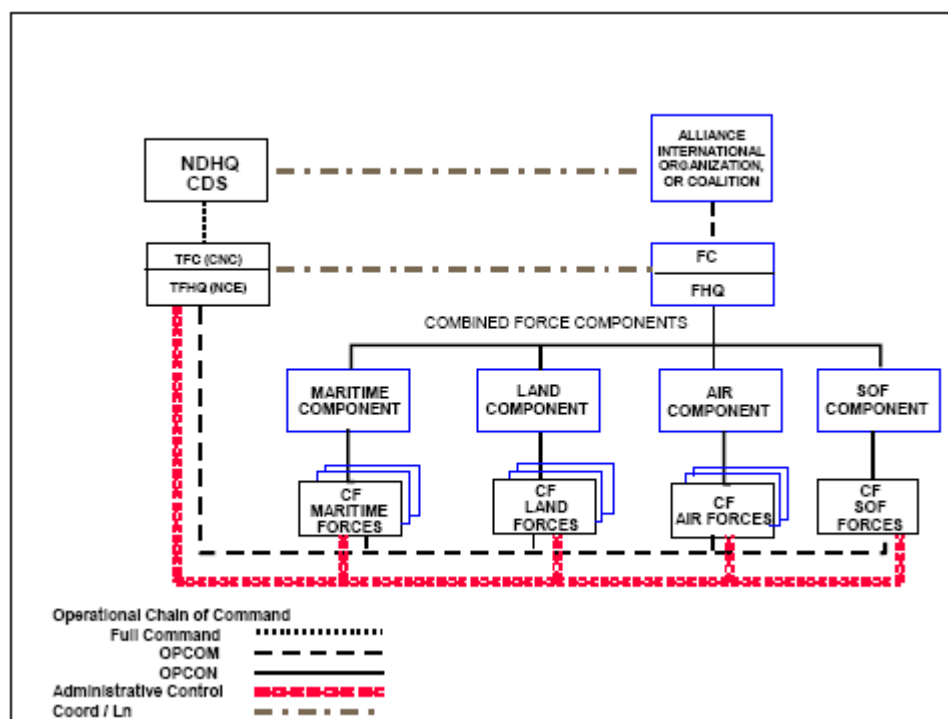 NDHQ
CDS
ALLIANCE
INTERNATIONAL
ORGANIZATION,
OR COALITION
TFC (CNC)
TFHQ (NCE)
FC
FHQ
COMBINED FORCE COMPONENTS
MARITIME
COMPONENT
LAND
COMPONENT
AIR
COMPONENT
SOF
COMPONENT
CF
MARITIME
FORCES
CF
LAND
FORCES
CF
AIR FORCES
CF
SOF
FORCES
Operational Chain of Command
Full Command
OPCOM
OPCON
Administrative Control
Coord / Ln